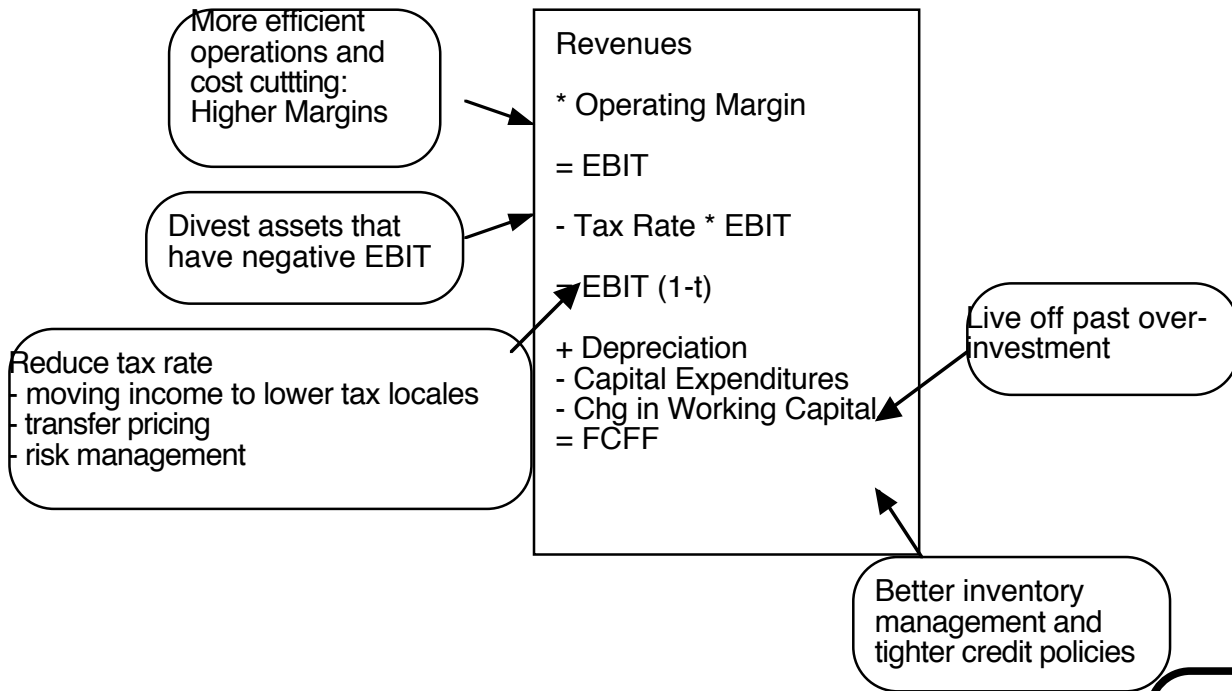 More efficient
operations and
cost cuttting:
Higher Margins
Divest assets that
have negative EBIT
Reduce tax rate
- moving income to lower tax locales
- transfer pricing
- risk management
Revenues
* Operating Margin
= EBIT
- Tax Rate * EBIT
= EBIT (1-t)
+ Depreciation
- Capital Expenditures
- Chg in Working Capital
= FCFF
Live off past over-
investment
Better inventory
management and
tighter credit policies